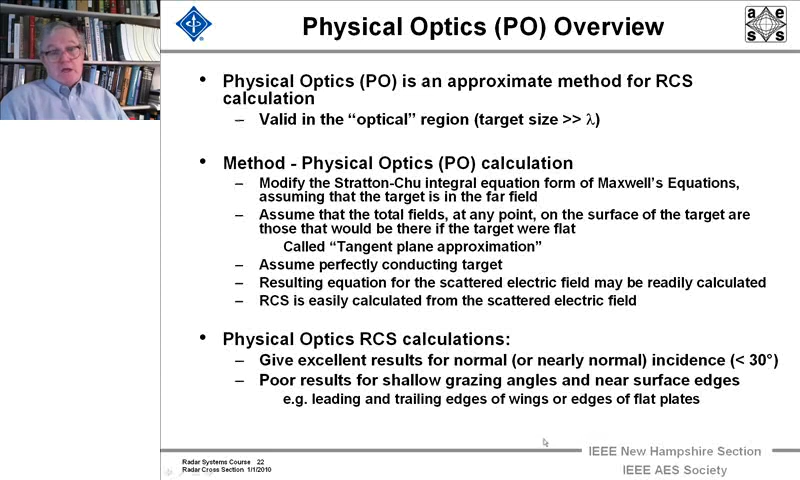 Physical Optics (PO) Overview
a e
s s
• Physical Optics (PO) is an approximate method for RCS
calculation
– Valid in the “optical” region (target size >> λ)
• Method - Physical Optics (PO) calculation
– Modify the Stratton-Chu integral equation form of Maxwell’s Equations,
assuming that the target is in the far field
– Assume that the total fields, at any point, on the surface of the target are
those that would be there if the target were flat
Called “Tangent plane approximation”
– Assume perfectly conducting target
– Resulting equation for the scattered electric field may be readily calculated
– RCS is easily calculated from the scattered electric field
• Physical Optics RCS calculations:
– Give excellent results for normal (or nearly normal) incidence (< 30°)
– Poor results for shallow grazing angles and near surface edges
e.g. leading and trailing edges of wings or edges of flat plates
Radar Systems Course 22
Radar Cross Section 1/1/2010
IEEE New Hampshire Section
IEEE AES Society